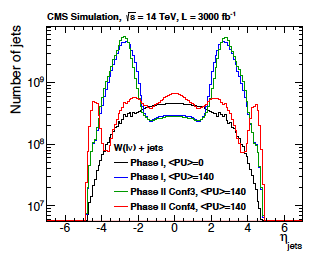 CMS Simulation, √s = 14 TeV, L = 3000 fb⁻¹
Number of jets
10⁹
10⁸
10⁷
W(lν) + jets
Phase I, <PU>=0
Phase I, <PU>=140
Phase II Conf3, <PU>=140
Phase II Conf4, <PU>=140
-6 -4 -2 0 2 4 6
η jets